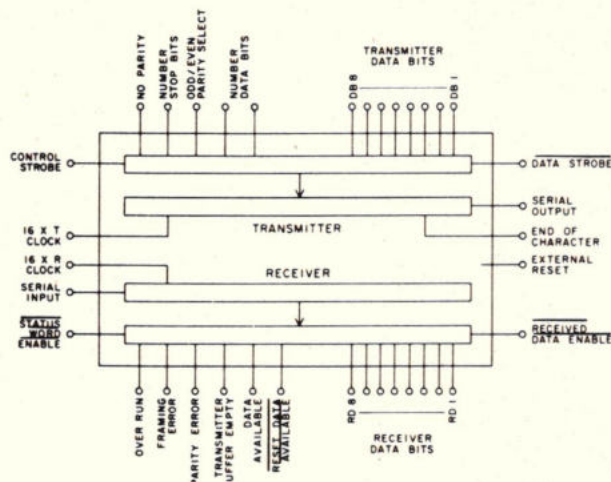 NO PARITY
NUMBER
STOP BITS
ODD/EVEN
PARITY SELECT
NUMBER
DATA BITS
TRANSMITTER
DATA BITS
DB 8
DB 1
CONTROL
STROBE
DATA STROBE
SERIAL
OUTPUT
16 X T
CLOCK
TRANSMITTER
END OF
CHARACTER
16 X R
CLOCK
RECEIVER
EXTERNAL
RESET
SERIAL
INPUT
STATUS
WORD
ENABLE
RECEIVED
DATA ENABLE
OVER RUN
FRAMING
ERROR
PARITY ERROR
TRANSMITTER
UFFER EMPTY
DATA
AVAILABLE
RESET DATA
AVAILABLE
RD 8
RD 1
RECEIVER
DATA BITS